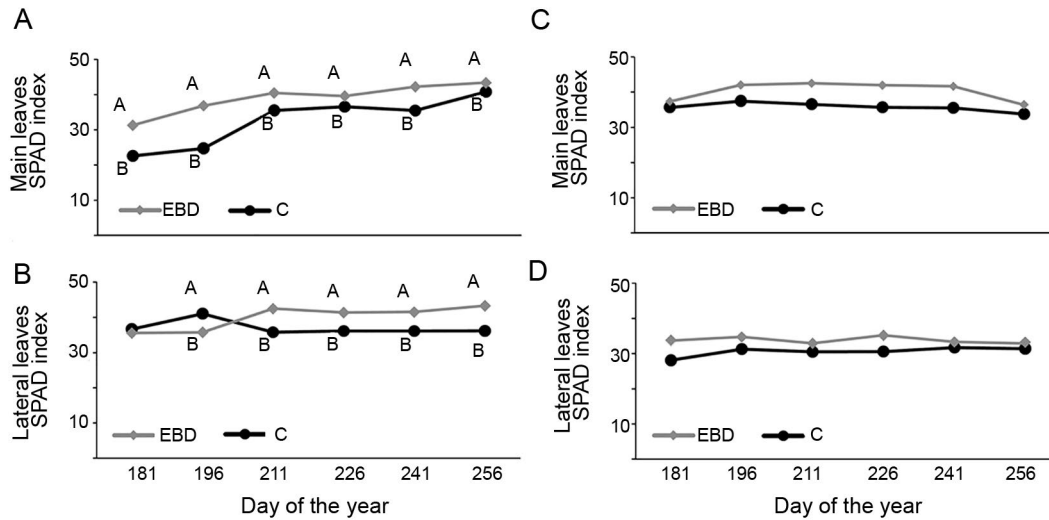 A
Main leaves
SPAD index
50
30
10
A A A A A A
B B B B B B
EBD C
B
Lateral leaves
SPAD index
50
30
10
A A A A A
B B B B B
EBD C
181 196 211 226 241 256
Day of the year
C
Main leaves
SPAD index
50
30
10
EBD C
D
Lateral leaves
SPAD index
50
30
10
EBD C
181 196 211 226 241 256
Day of the year